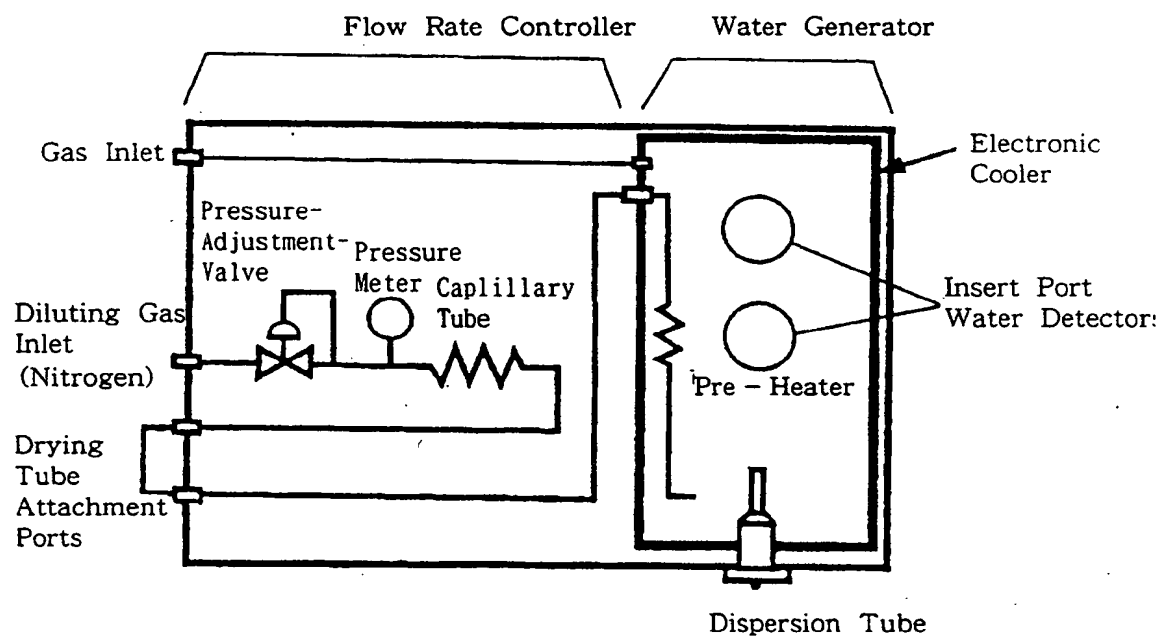 Flow Rate Controller
Water Generator
Gas Inlet
Electronic
Cooler
Pressure-
Adjustment-
Valve
Pressure
Meter
Caplillary
Tube
Diluting Gas
Inlet
(Nitrogen)
Insert Port
Water Detectors
Pre - Heater
Drying
Tube
Attachment
Ports
Dispersion Tube